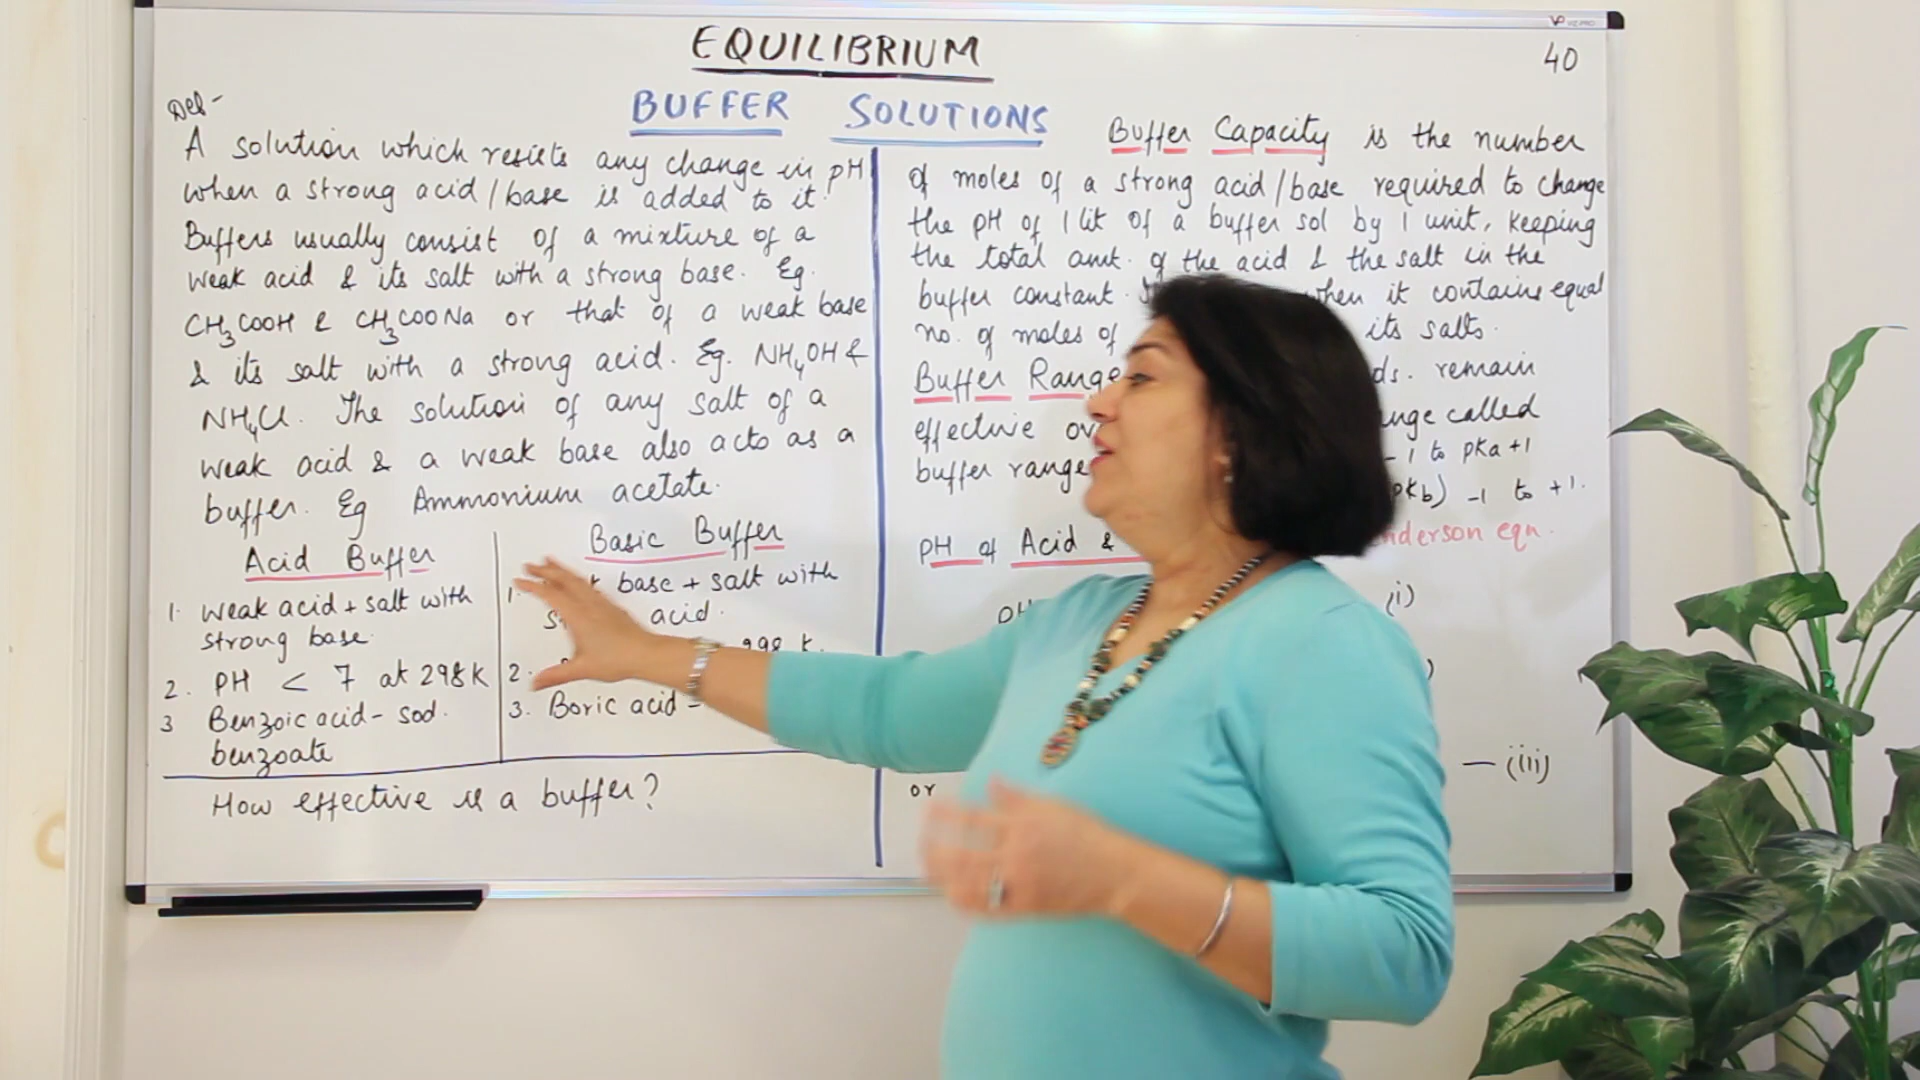 VP VIZ-PRO
EQUILIBRIUM
40
BUFFER SOLUTIONS
Def-
A solution which resists any change in pH
when a strong acid/base is added to it.
Buffers usually consist of a mixture of a
weak acid & its salt with a strong base. Eg.
CH3COOH & CH3COONa or that of a weak base
& its salt with a strong acid. Eg. NH4OH &
NH4Cl. The solution of any salt of a
weak acid & a weak base also acts as a
buffer. Eg Ammonium acetate.
Acid Buffer
1. Weak acid + salt with
strong base.
2. PH < 7 at 298K
3 Benzoic acid - sod.
benzoate
Basic Buffer
1. base + salt with
acid.
2. 298 K.
3. Boric acid -
How effective is a buffer?
Buffer Capacity is the number
of moles of a strong acid/base required to change
the pH of 1 lit of a buffer sol by 1 unit, keeping
the total amt. of the acid & the salt in the
buffer constant. when it contains equal
no. of moles of its salts.
Buffer Range remain
effective called
buffer range -1 to pKa +1
-1 to +1.
pH of Acid & eqn.
(i)
— (iii)
or